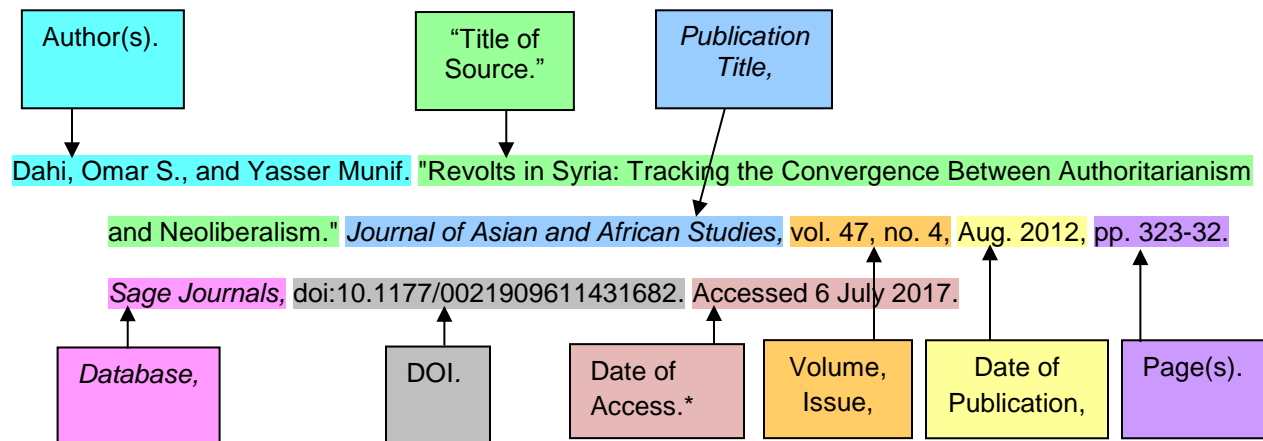 Author(s).
“Title of
Source.”
Publication
Title,
Dahi, Omar S., and Yasser Munif. "Revolts in Syria: Tracking the Convergence Between Authoritarianism
and Neoliberalism." Journal of Asian and African Studies, vol. 47, no. 4, Aug. 2012, pp. 323-32.
Sage Journals, doi:10.1177/0021909611431682. Accessed 6 July 2017.
Database,
DOI.
Date of
Access.*
Volume,
Issue,
Date of
Publication,
Page(s).